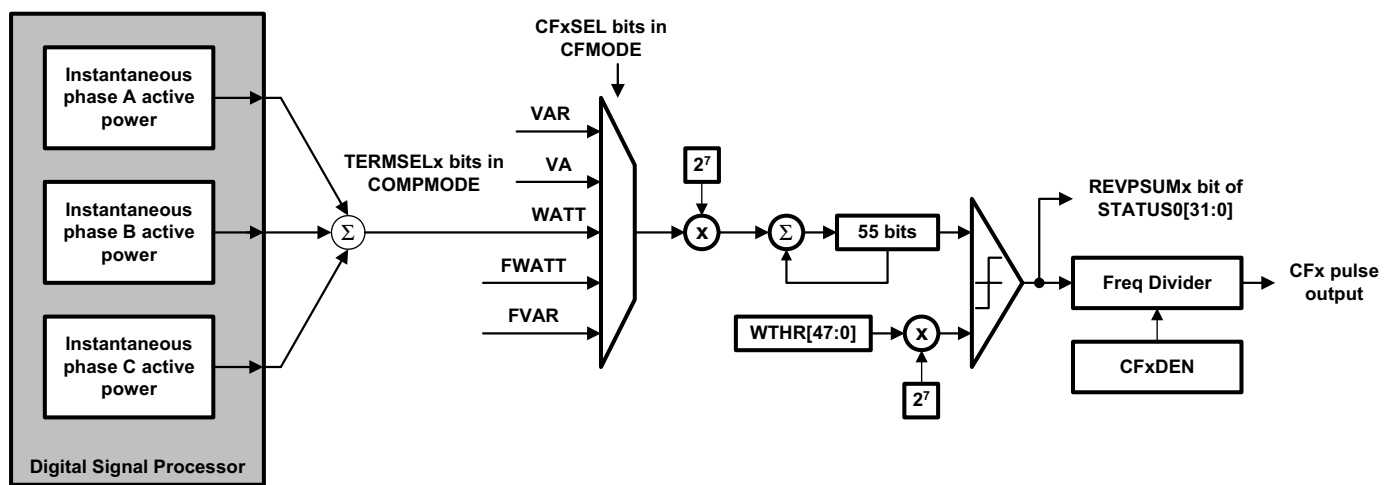 CFxSEL bits in
CFMODE
Instantaneous
phase A active
power
VAR
TERMSELx bits in
COMPMODE
VA
2⁷
REVPSUMx bit of
STATUS0[31:0]
Instantaneous
phase B active
power
Σ
WATT
x
Σ
55 bits
FWATT
Freq Divider
CFx pulse
output
FVAR
WTHR[47:0]
x
Instantaneous
phase C active
power
CFxDEN
2⁷
Digital Signal Processor